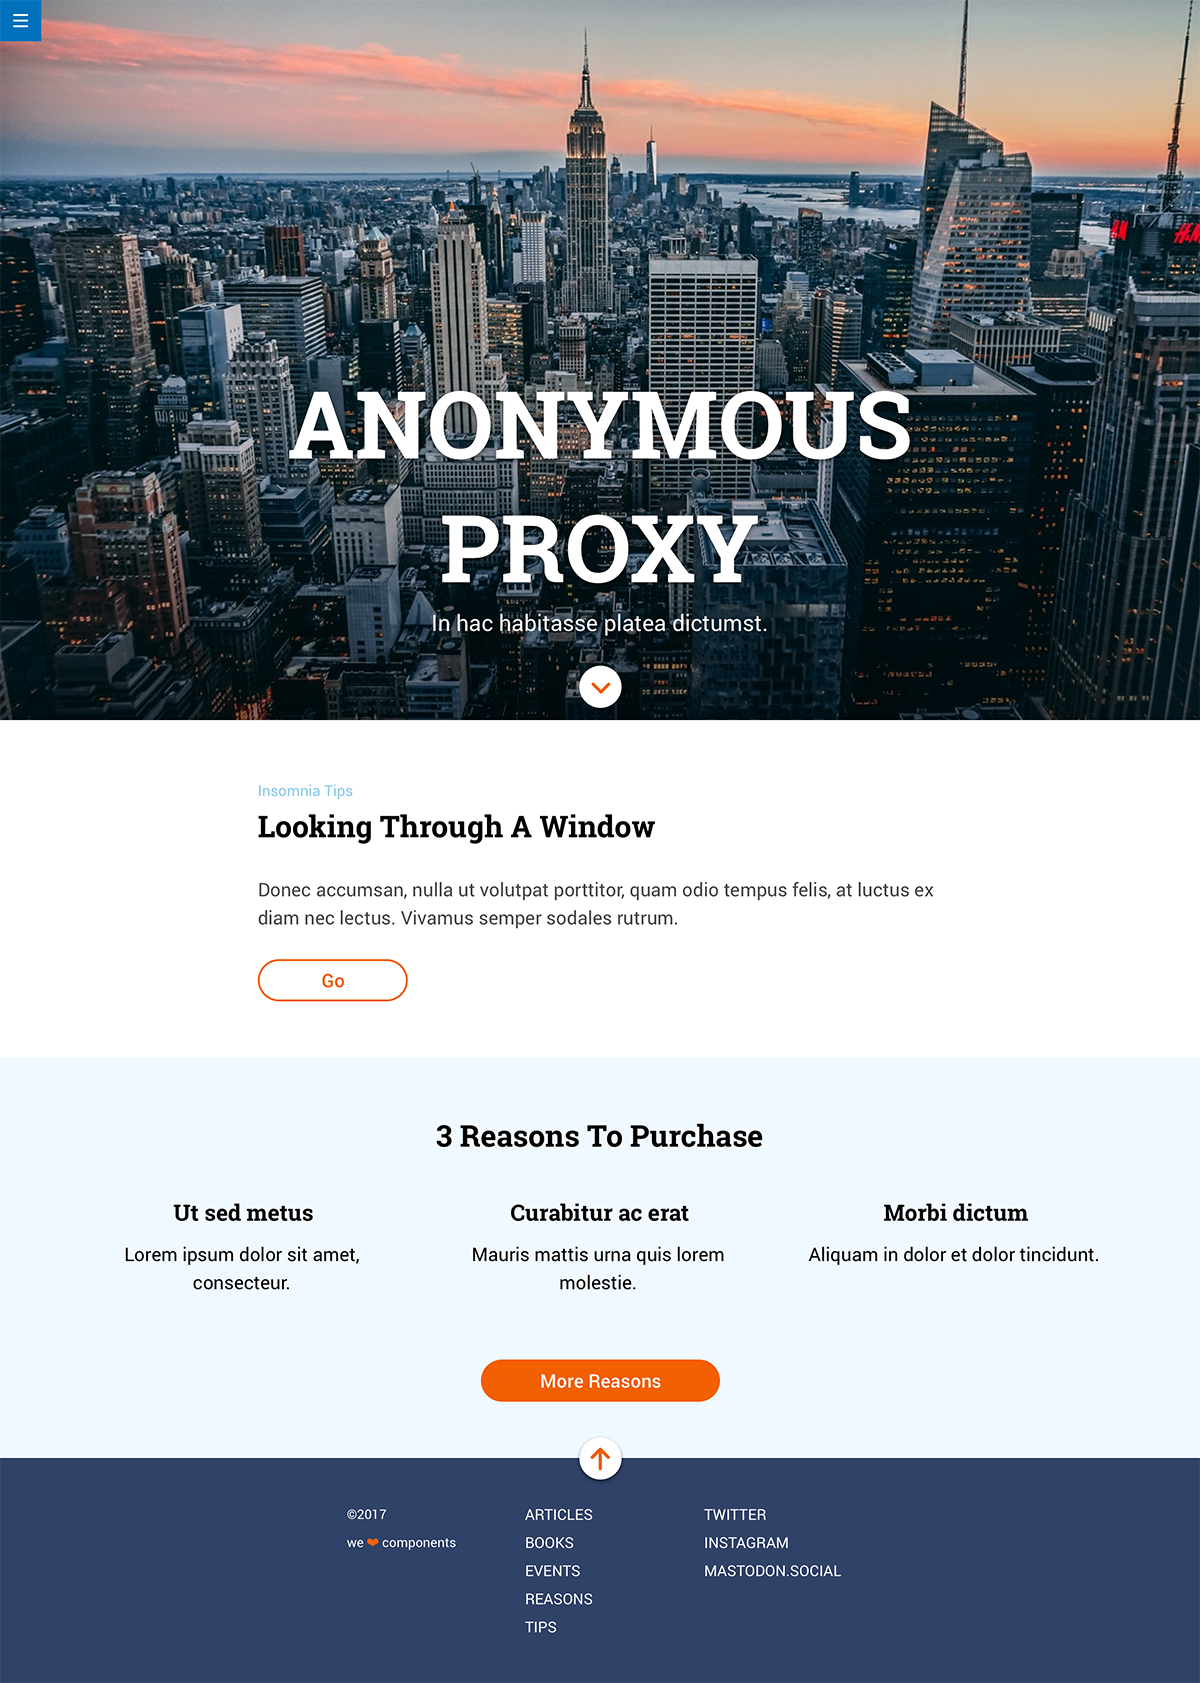 H&M
H&M
ANONYMOUS
PROXY
In hac habitasse platea dictumst.
Insomnia Tips
Looking Through A Window
Donec accumsan, nulla ut volutpat porttitor, quam odio tempus felis, at luctus ex
diam nec lectus. Vivamus semper sodales rutrum.
Go
3 Reasons To Purchase
Ut sed metus
Lorem ipsum dolor sit amet,
consecteur.
Curabitur ac erat
Mauris mattis urna quis lorem
molestie.
Morbi dictum
Aliquam in dolor et dolor tincidunt.
More Reasons
©2017
we ❤ components
ARTICLES
BOOKS
EVENTS
REASONS
TIPS
TWITTER
INSTAGRAM
MASTODON.SOCIAL